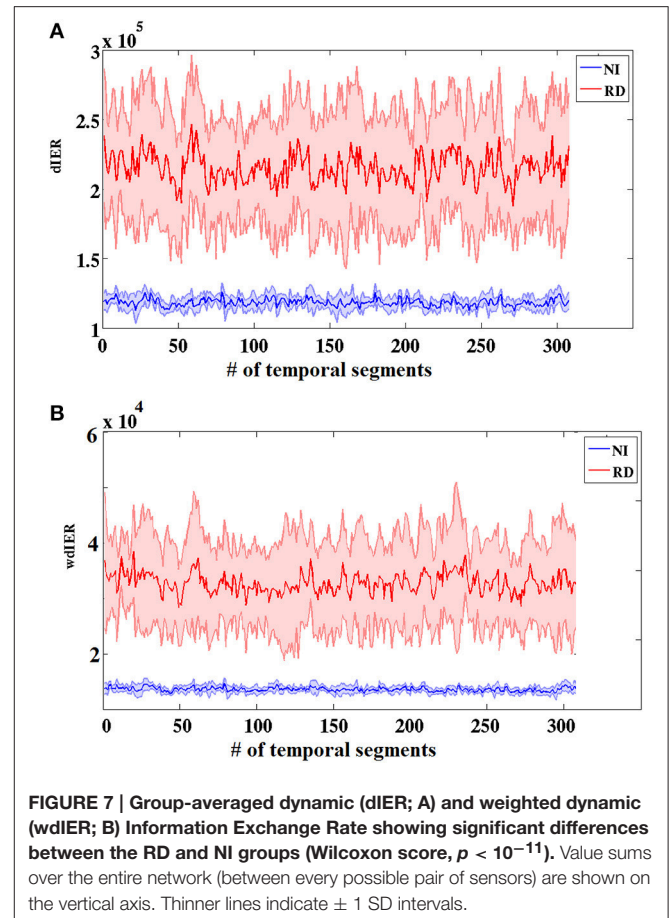 A
x 10⁵
3
2.5
2
1.5
1
dIER
NI
RD
0 50 100 150 200 250 300
# of temporal segments
B
x 10⁴
6
4
2
wdIER
NI
RD
0 50 100 150 200 250 300
# of temporal segments
FIGURE 7 | Group-averaged dynamic (dIER; A) and weighted dynamic
(wdIER; B) Information Exchange Rate showing significant differences
between the RD and NI groups (Wilcoxon score, p < 10⁻¹¹). Value sums
over the entire network (between every possible pair of sensors) are shown on
the vertical axis. Thinner lines indicate ± 1 SD intervals.